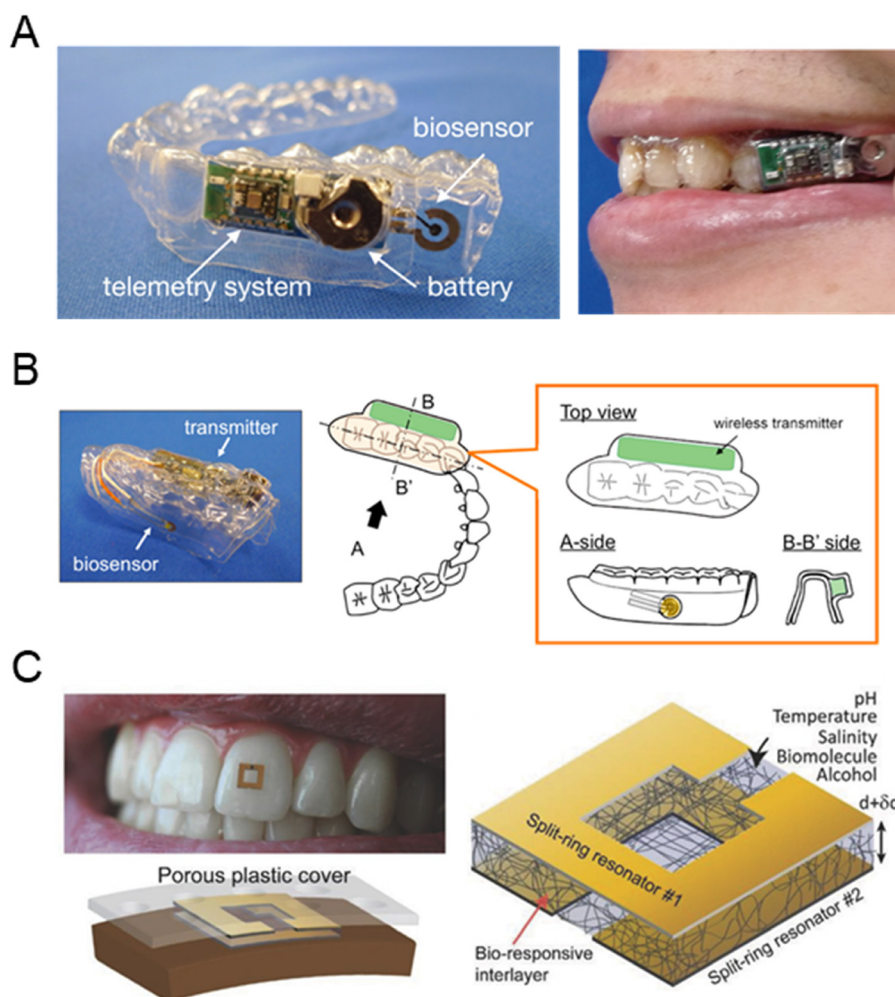 A
biosensor
telemetry system
battery
B
transmitter
biosensor
B
B'
A
Top view
wireless transmitter
A-side
B-B' side
C
Porous plastic cover
pH
Temperature
Salinity
Biomolecule
Alcohol
d+δd
Split-ring resonator #1
Split-ring resonator #2
Bio-responsive
interlayer